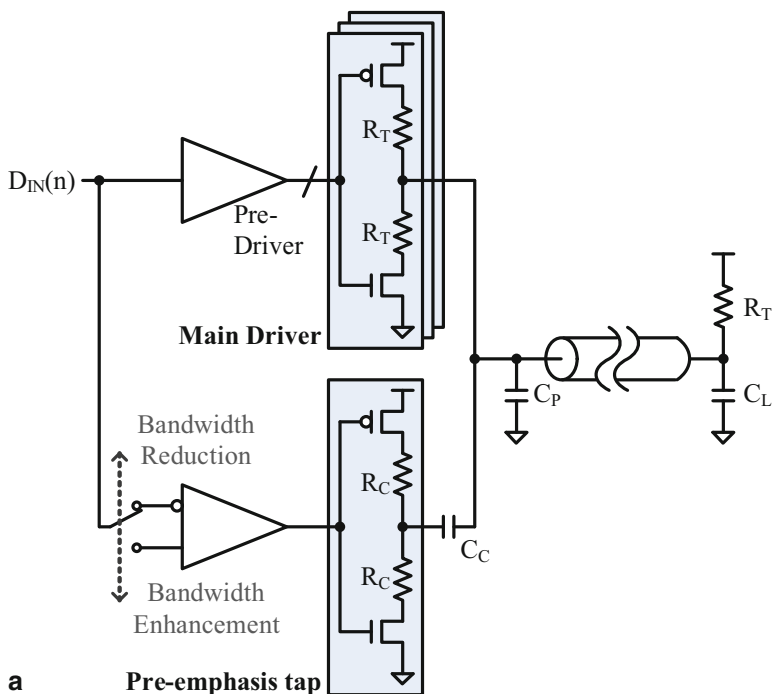 R_T
D_IN(n)
Pre-
Driver
R_T
Main Driver
R_T
C_P
C_L
Bandwidth
Reduction
R_C
C_C
R_C
Bandwidth
Enhancement
a
Pre-emphasis tap